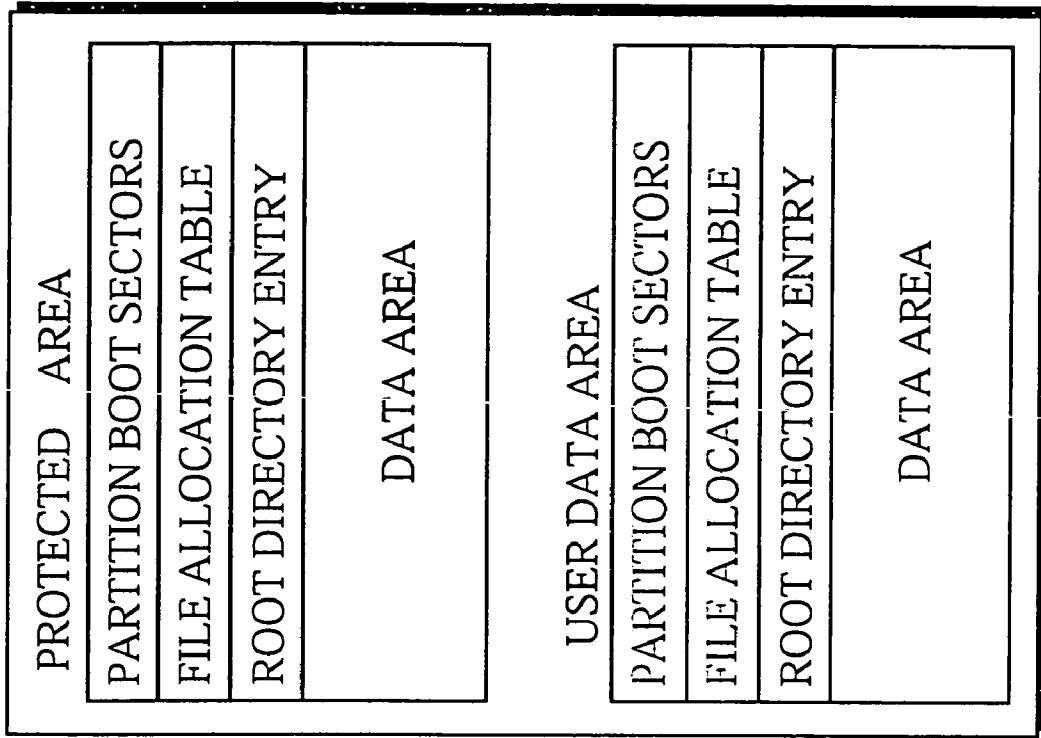 PROTECTED AREA
PARTITION BOOT SECTORS
FILE ALLOCATION TABLE
ROOT DIRECTORY ENTRY
DATA AREA
USER DATA AREA
PARTITION BOOT SECTORS
FILE ALLOCATION TABLE
ROOT DIRECTORY ENTRY
DATA AREA